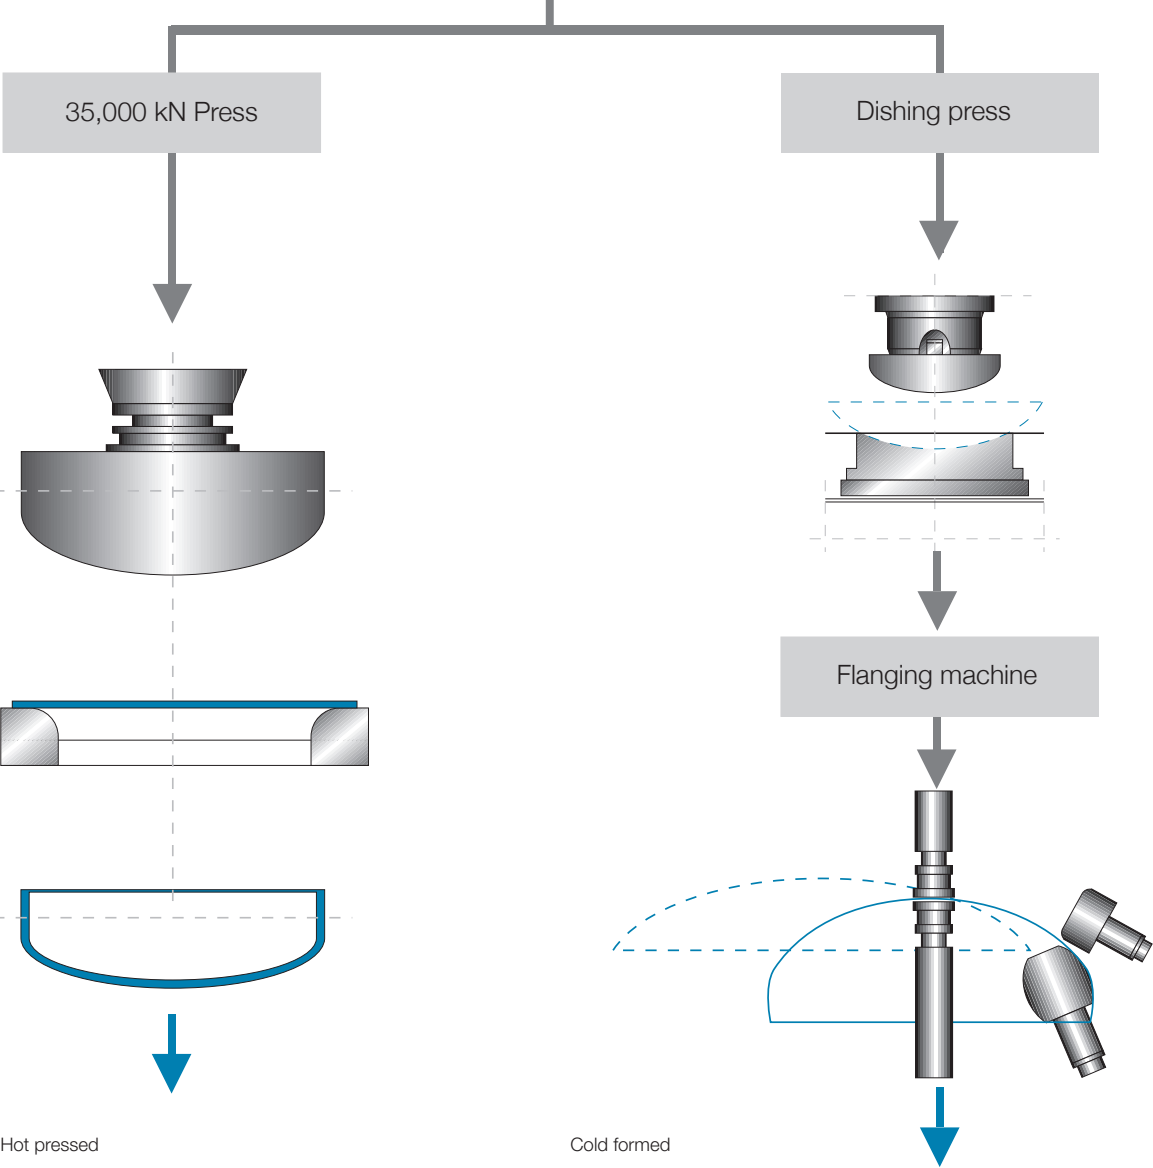 35,000 kN Press
Dishing press
Flanging machine
Hot pressed
Cold formed